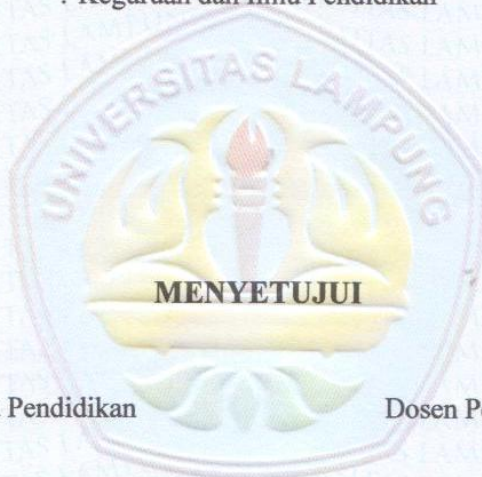 : Keguruan dan Ilmu Pendidikan
UNIVERSITAS LAMPUNG
MENYETUJUI
Pendidikan
Dosen